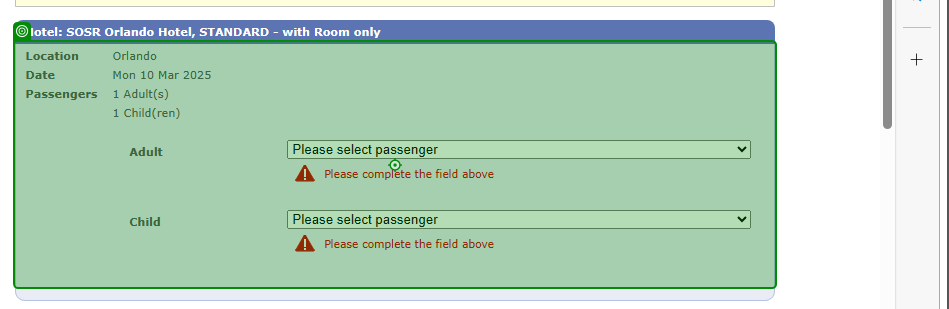 Hotel: SOSR Orlando Hotel, STANDARD - with Room only
Location Orlando
Date Mon 10 Mar 2025
Passengers 1 Adult(s)
1 Child(ren)
Adult Please select passenger
Please complete the field above
Child Please select passenger
Please complete the field above